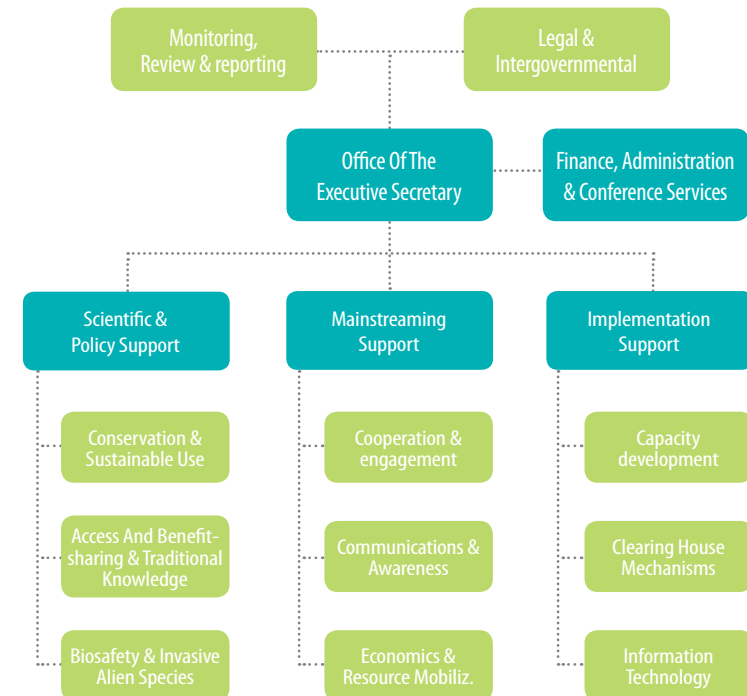 Monitoring,
Review & reporting
Legal &
Intergovernmental
Office Of The
Executive Secretary
Finance, Administration
& Conference Services
Scientific &
Policy Support
Mainstreaming
Support
Implementation
Support
Conservation &
Sustainable Use
Cooperation &
engagement
Capacity
development
Access And Benefit-
sharing & Traditional
Knowledge
Communications &
Awareness
Clearing House
Mechanisms
Biosafety & Invasive
Alien Species
Economics &
Resource Mobiliz.
Information
Technology